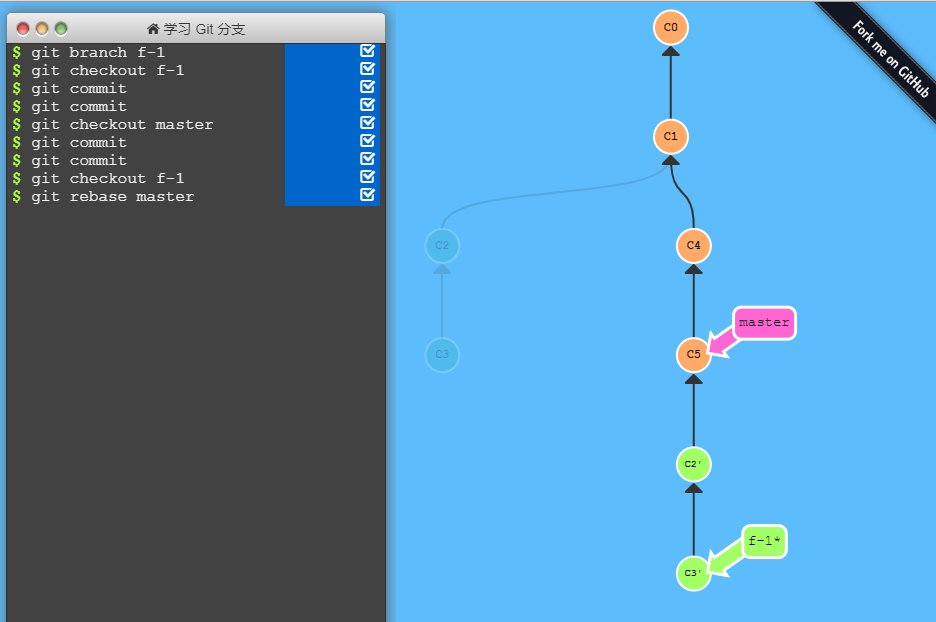 学习 Git 分支
$ git branch f-1
$ git checkout f-1
$ git commit
$ git commit
$ git checkout master
$ git commit
$ git commit
$ git checkout f-1
$ git rebase master
C0
C1
C2
C4
master
C3
C5
C2'
f-1*
C3'
Fork me on GitHub